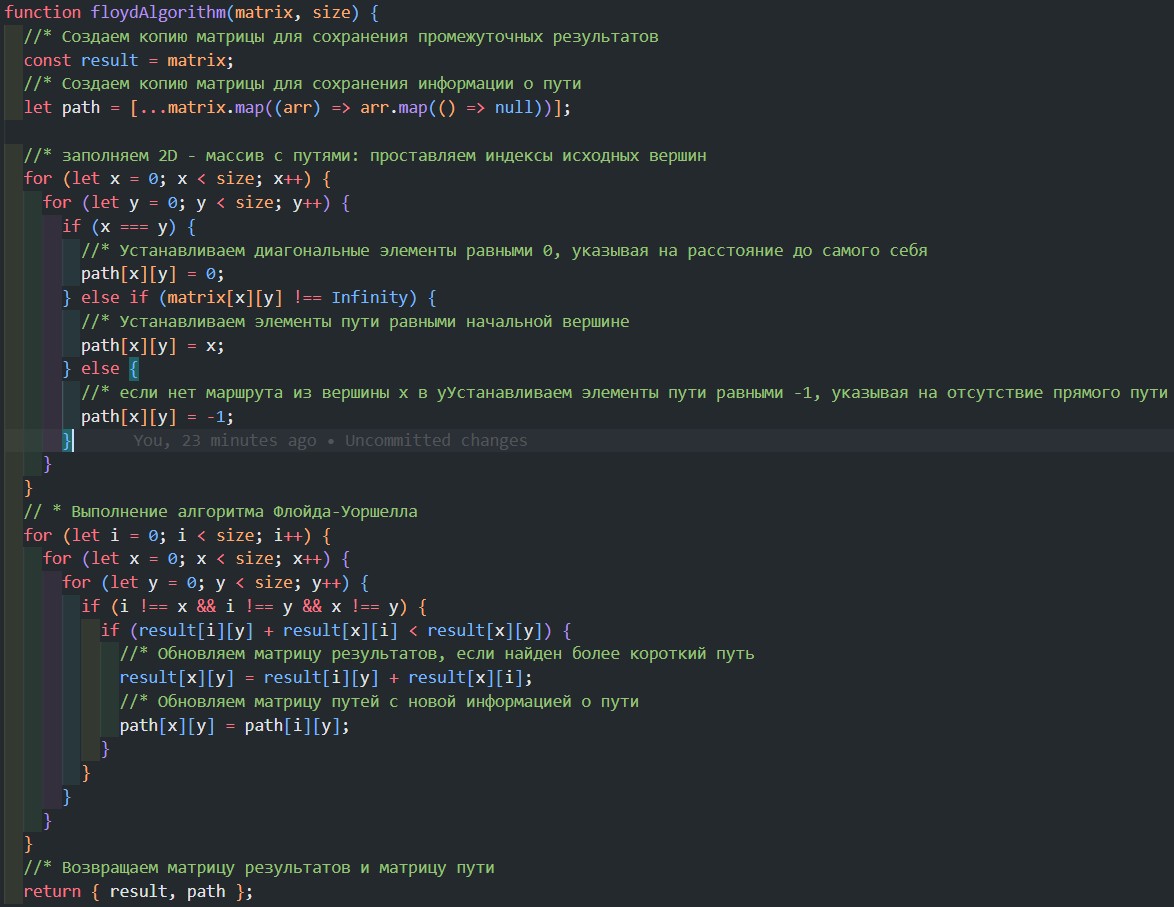 function floydAlgorithm(matrix, size) {
//* Создаем копию матрицы для сохранения промежуточных результатов
const result = matrix;
//* Создаем копию матрицы для сохранения информации о пути
let path = [...matrix.map((arr) => arr.map(() => null))];
//* заполняем 2D - массив с путями: проставляем индексы исходных вершин
for (let x = 0; x < size; x++) {
for (let y = 0; y < size; y++) {
if (x === y) {
//* Устанавливаем диагональные элементы равными 0, указывая на расстояние до самого себя
path[x][y] = 0;
} else if (matrix[x][y] !== Infinity) {
//* Устанавливаем элементы пути равными начальной вершине
path[x][y] = x;
} else {
//* если нет маршрута из вершины x в yУстанавливаем элементы пути равными -1, указывая на отсутствие прямого пути
path[x][y] = -1;
} You, 23 minutes ago • Uncommitted changes
}
}
// * Выполнение алгоритма Флойда-Уоршелла
for (let i = 0; i < size; i++) {
for (let x = 0; x < size; x++) {
for (let y = 0; y < size; y++) {
if (i !== x && i !== y && x !== y) {
if (result[i][y] + result[x][i] < result[x][y]) {
//* Обновляем матрицу результатов, если найден более короткий путь
result[x][y] = result[i][y] + result[x][i];
//* Обновляем матрицу путей с новой информацией о пути
path[x][y] = path[i][y];
}
}
}
}
}
//* Возвращаем матрицу результатов и матрицу пути
return { result, path };